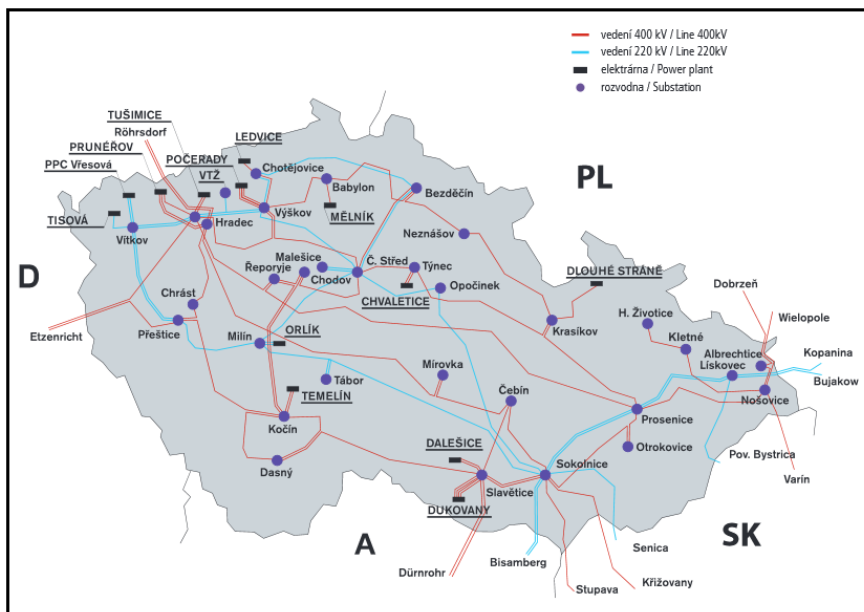 vedení 400 kV / Line 400kV
vedení 220 kV / Line 220kV
elektrárna / Power plant
rozvodna / Substation
TUŠIMICE
Röhrsdorf
PRUNÉŘOV
PPC Vřesová
TISOVÁ
POČERADY
VTŽ
LEDVICE
Chotějovice
Babylon
MĚLNÍK
Bezděčín
PL
Výškov
Hradec
Vítkov
Neznášov
Malešice
Chodov
Č. Střed
Týnec
Řeporyje
CHVALETICE
Opočinek
DLOUHÉ STRÁNĚ
Dobrzeň
Wielopole
D
Chrást
Etzenricht
Přeštice
Milín
ORLÍK
Krasíkov
H. Životice
Kletné
Albrechtice
Lískovec
Kopanina
Bujakow
Nošovice
Mírovka
Tábor
TEMELÍN
Čebín
Kočín
Prosenice
Otrokovice
Dasný
DALEŠICE
Slavětice
Sokolnice
DUKOVANY
Pov. Bystrica
Varín
A
SK
Dürnrohr
Bisamberg
Senica
Stupava
Křižovany